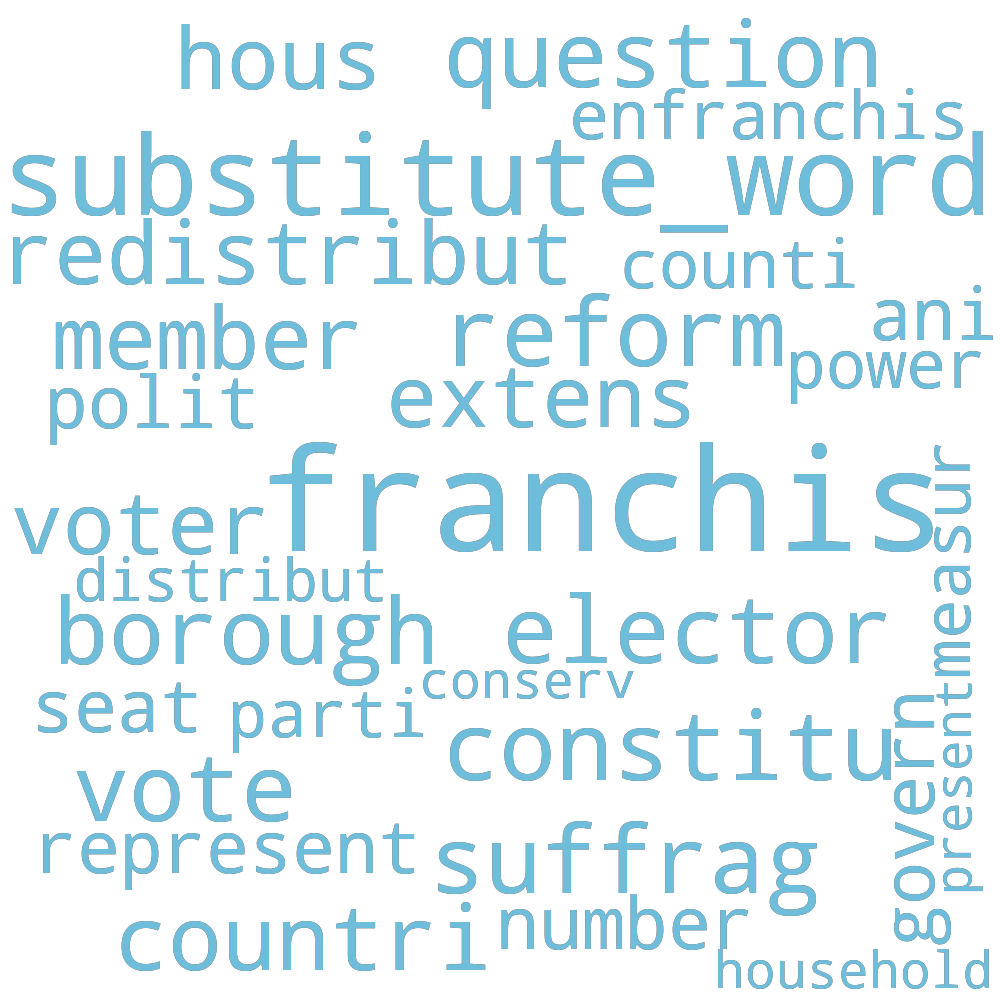 hous question
enfranchis
substitute_word
redistribut counti
member reform ani
power
polit extens
franchis
voter measur
distribut
borough elector
conserv
seat parti present
constitu govern
vote
represent suffrag
countri number
household